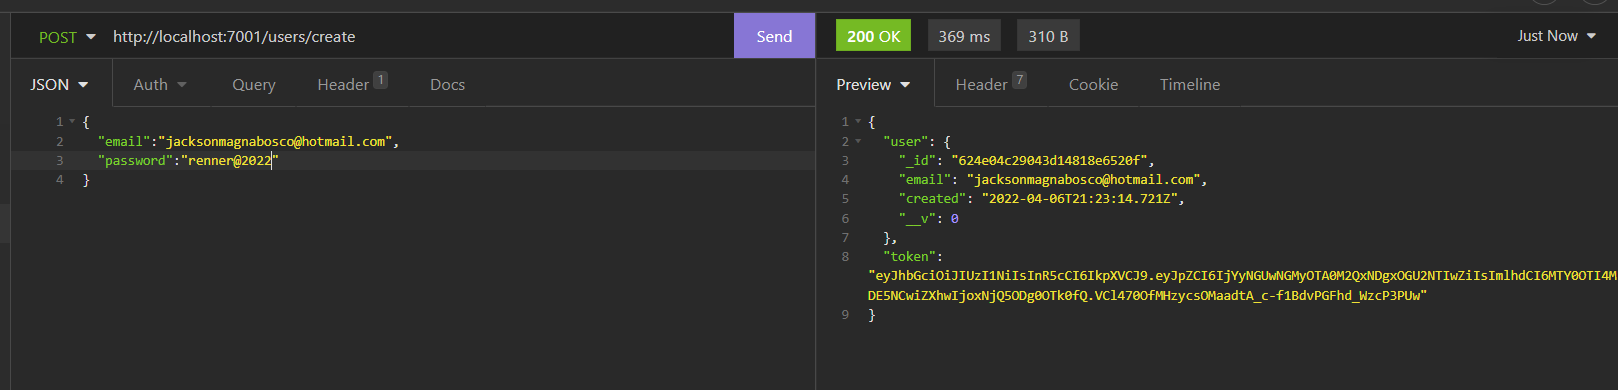 POST http://localhost:7001/users/create Send
200 OK 369 ms 310 B Just Now
JSON Auth Query Header 1 Docs
Preview Header 7 Cookie Timeline
1 {
2 "email":"jacksonmagnabosco@hotmail.com",
3 "password":"renner@2022"
4 }
1 {
2 "user": {
3 "_id": "624e04c29043d14818e6520f",
4 "email": "jacksonmagnabosco@hotmail.com",
5 "created": "2022-04-06T21:23:14.721Z",
6 "__v": 0
7 },
8 "token":
"eyJhbGciOiJIUzI1NiIsInR5cCI6IkpXVCJ9.eyJpZCI6IjYyNGUwNGMyOTA0M2QxNDgxOGU2NTIwZiIsImlhdCI6MTY0OTI4M
DE5NCwiZXhwIjoxNjQ5ODg0OTk0fQ.VCl470OfMHzycsOMaadtA_c-f1BdvPGFhd_WzcP3PUw"
9 }